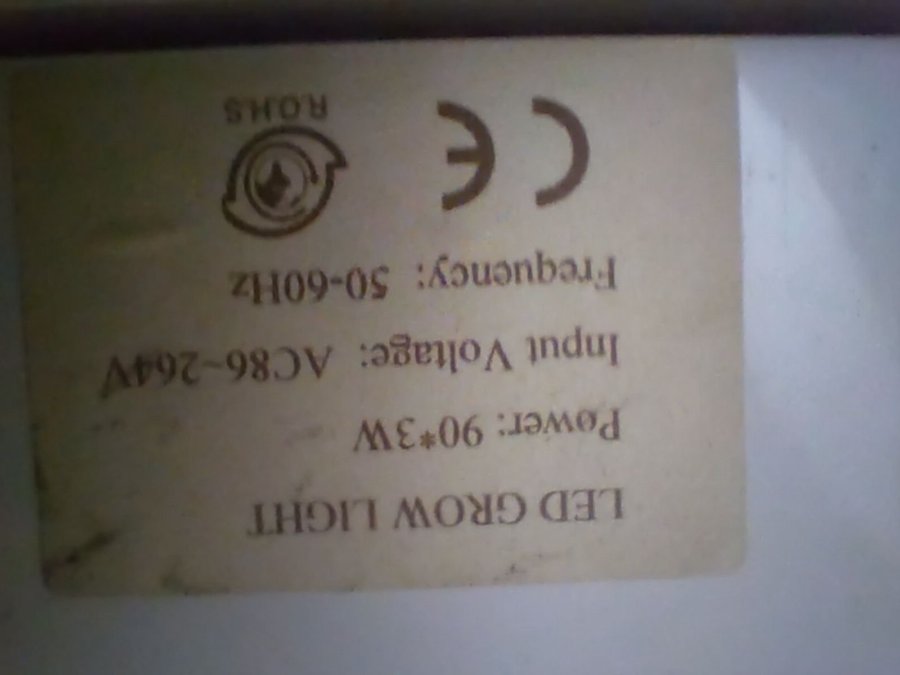 LED GROW LIGHT
Power: 90*3W
Input Voltage: AC86~264V
Frequency: 50-60Hz
CE
ROHS